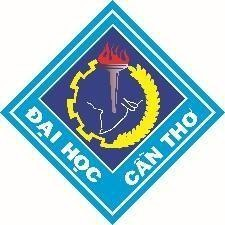 ĐẠI HỌC
CẦN THƠ